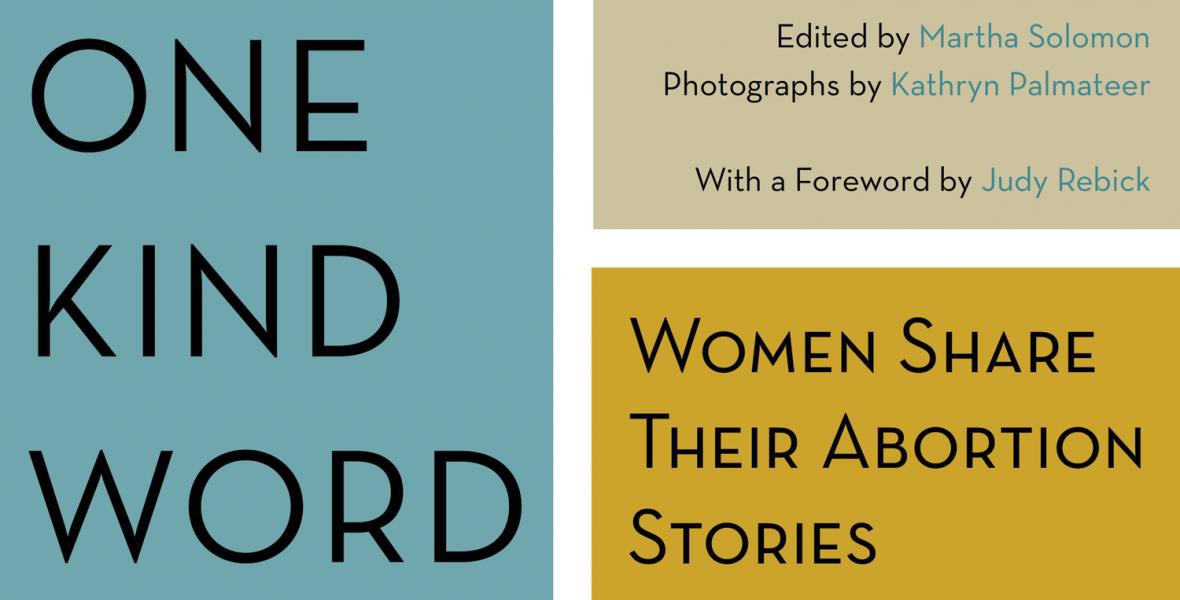 ONE
KIND
WORD
Edited by Martha Solomon
Photographs by Kathryn Palmateer
With a Foreword by Judy Rebick
Women Share
Their Abortion
Stories